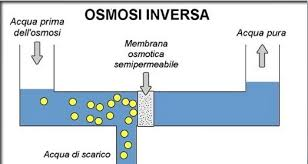 OSMOSI INVERSA
Acqua prima
dell'osmosi
Membrana
osmotica
semipermeabile
Acqua pura
Acqua di scarico